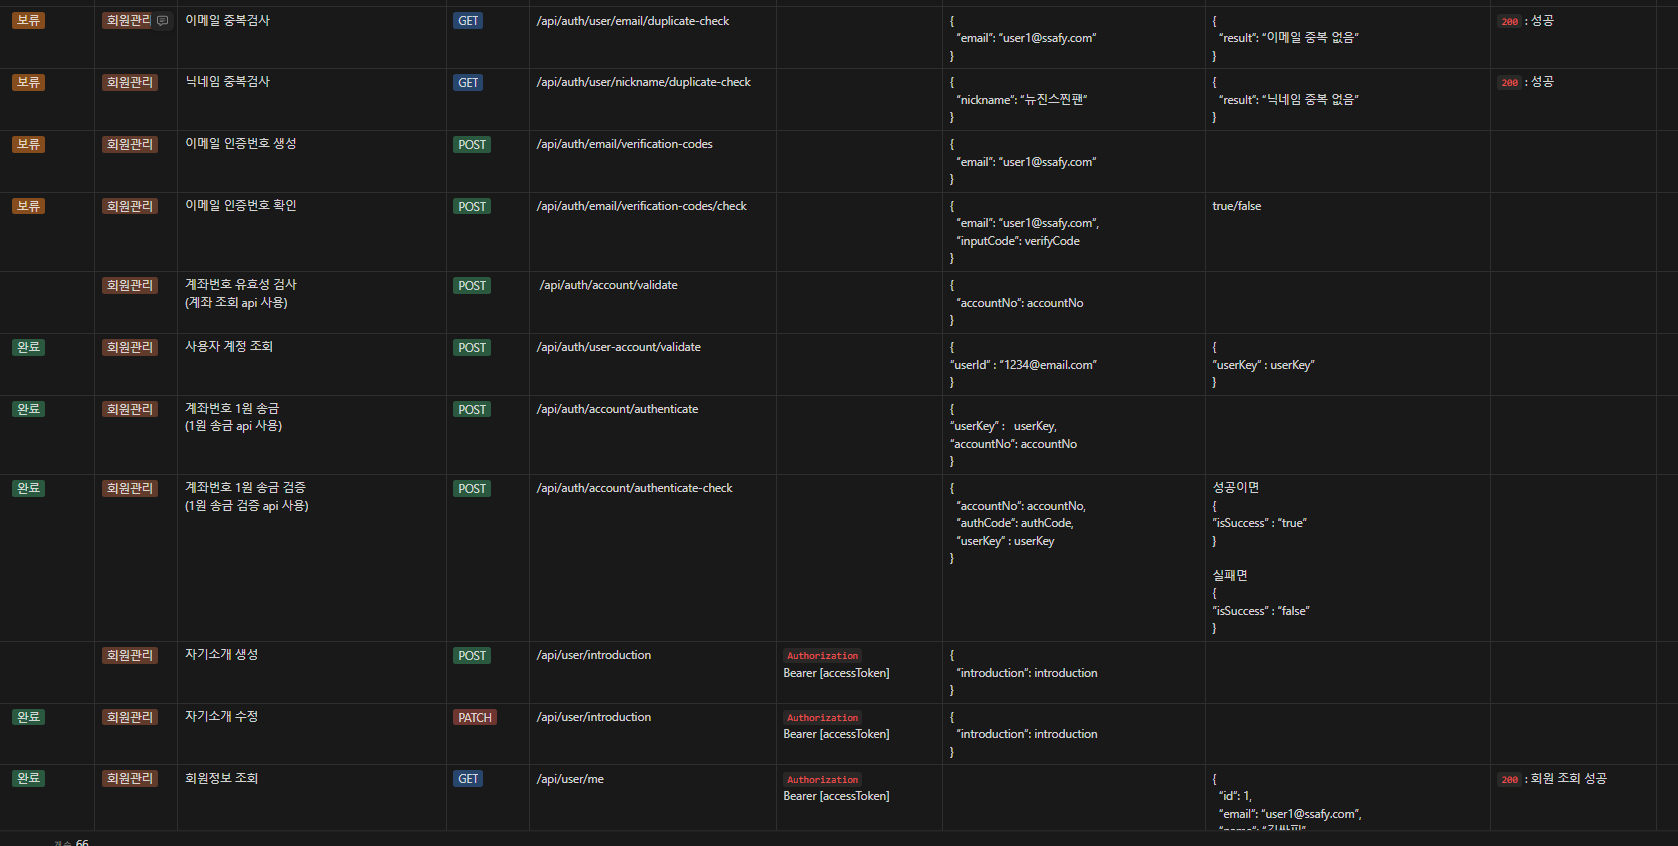 보류 회원관리 이메일 중복검사 GET /api/auth/user/email/duplicate-check { { 200 : 성공
"email": "user1@ssafy.com" "result": "이메일 중복 없음"
} }
보류 회원관리 닉네임 중복검사 GET /api/auth/user/nickname/duplicate-check { { 200 : 성공
"nickname": "뉴진스찐팬" "result": "닉네임 중복 없음"
} }
보류 회원관리 이메일 인증번호 생성 POST /api/auth/email/verification-codes {
"email": "user1@ssafy.com"
}
보류 회원관리 이메일 인증번호 확인 POST /api/auth/email/verification-codes/check { true/false
"email": "user1@ssafy.com",
"inputCode": verifyCode
}
회원관리 계좌번호 유효성 검사 POST /api/auth/account/validate {
(계좌 조회 api 사용) "accountNo": accountNo
}
완료 회원관리 사용자 계정 조회 POST /api/auth/user-account/validate { {
"userId" : "1234@email.com" "userKey" : userKey"
} }
완료 회원관리 계좌번호 1원 송금 POST /api/auth/account/authenticate {
(1원 송금 api 사용) "userKey" : userKey,
"accountNo": accountNo
}
완료 회원관리 계좌번호 1원 송금 검증 POST /api/auth/account/authenticate-check { 성공이면
(1원 송금 검증 api 사용) "accountNo": accountNo, {
"authCode": authCode, "isSuccess" : "true"
"userKey" : userKey }
}
실패면
{
"isSuccess" : "false"
}
회원관리 자기소개 생성 POST /api/user/introduction Authorization {
Bearer [accessToken] "introduction": introduction
}
완료 회원관리 자기소개 수정 PATCH /api/user/introduction Authorization {
Bearer [accessToken] "introduction": introduction
}
완료 회원관리 회원정보 조회 GET /api/user/me Authorization { 200 : 회원 조회 성공
Bearer [accessToken] "id": 1,
"email": "user1@ssafy.com",
66